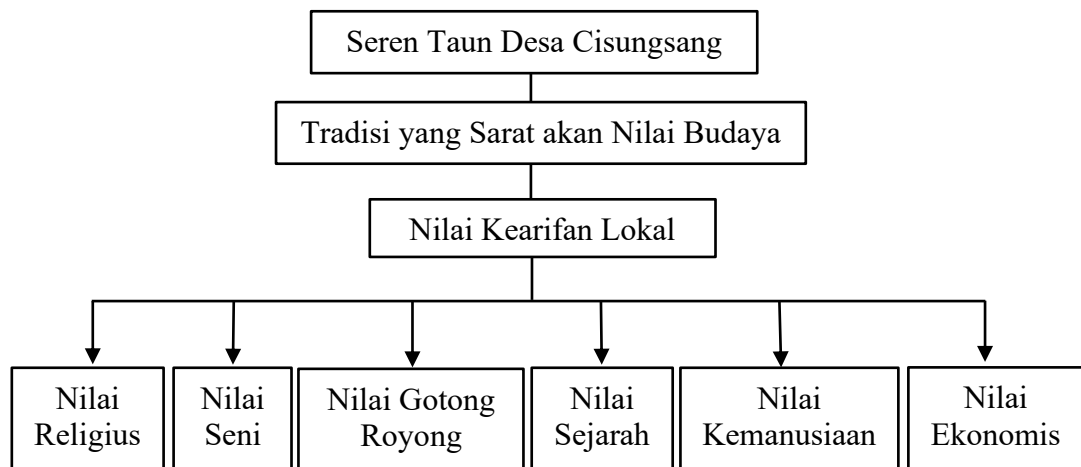 Seren Taun Desa Cisungsang
Tradisi yang Sarat akan Nilai Budaya
Nilai Kearifan Lokal
Nilai
Religius
Nilai
Seni
Nilai Gotong
Royong
Nilai
Sejarah
Nilai
Kemanusiaan
Nilai
Ekonomis